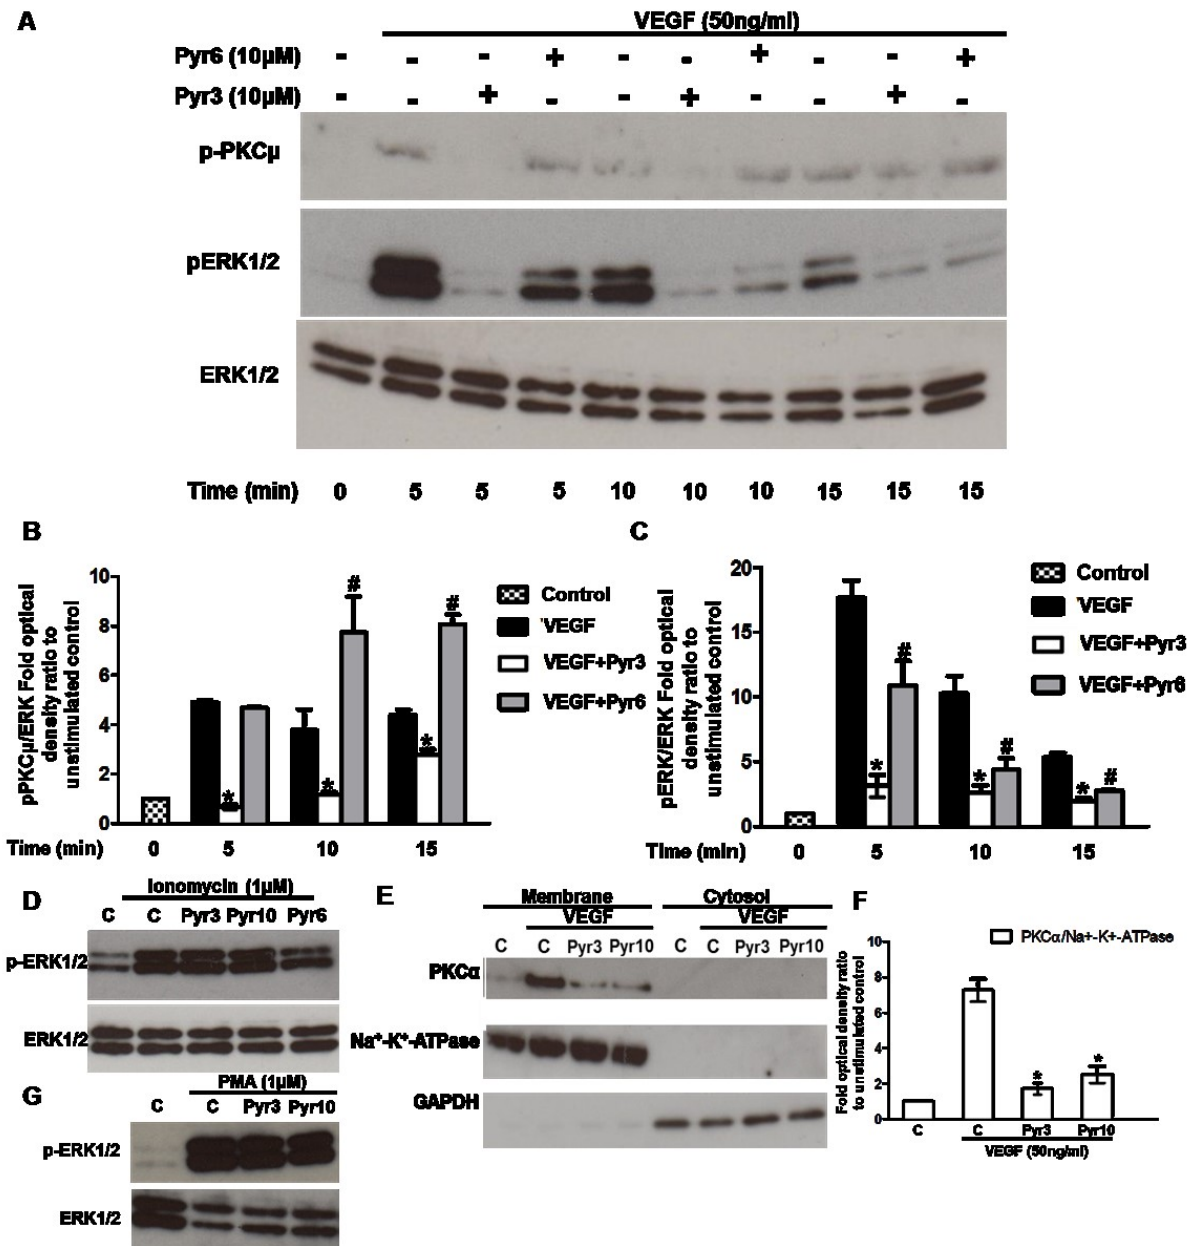 A
VEGF (50ng/ml)
Pyr6 (10µM) - - - + - - + - - +
Pyr3 (10µM) - - + - - + - - + -
p-PKCµ
pERK1/2
ERK1/2
Time (min) 0 5 5 5 10 10 10 15 15 15
B
pPKCµ/ERK Fold optical
density ratio to
unstimulated control
10
8
6
4
2
0
* * # * #
Time (min) 0 5 10 15
Control
VEGF
VEGF+Pyr3
VEGF+Pyr6
C
pERK/ERK Fold optical
density ratio to
unstimulated control
20
15
10
5
0
* # * # * #
Time (min) 0 5 10 15
Control
VEGF
VEGF+Pyr3
VEGF+Pyr6
D
Ionomycin (1µM)
C C Pyr3 Pyr10 Pyr6
p-ERK1/2
ERK1/2
E
Membrane Cytosol
VEGF VEGF
C C Pyr3 Pyr10 C C Pyr3 Pyr10
PKCα
Na⁺-K⁺-ATPase
GAPDH
F
PKCα/Na+-K+-ATPase
Fold optical density ratio
to unstimulated control
10
8
6
4
2
0
* *
C C Pyr3 Pyr10
VEGF (50ng/ml)
G
PMA (1µM)
C C Pyr3 Pyr10
p-ERK1/2
ERK1/2